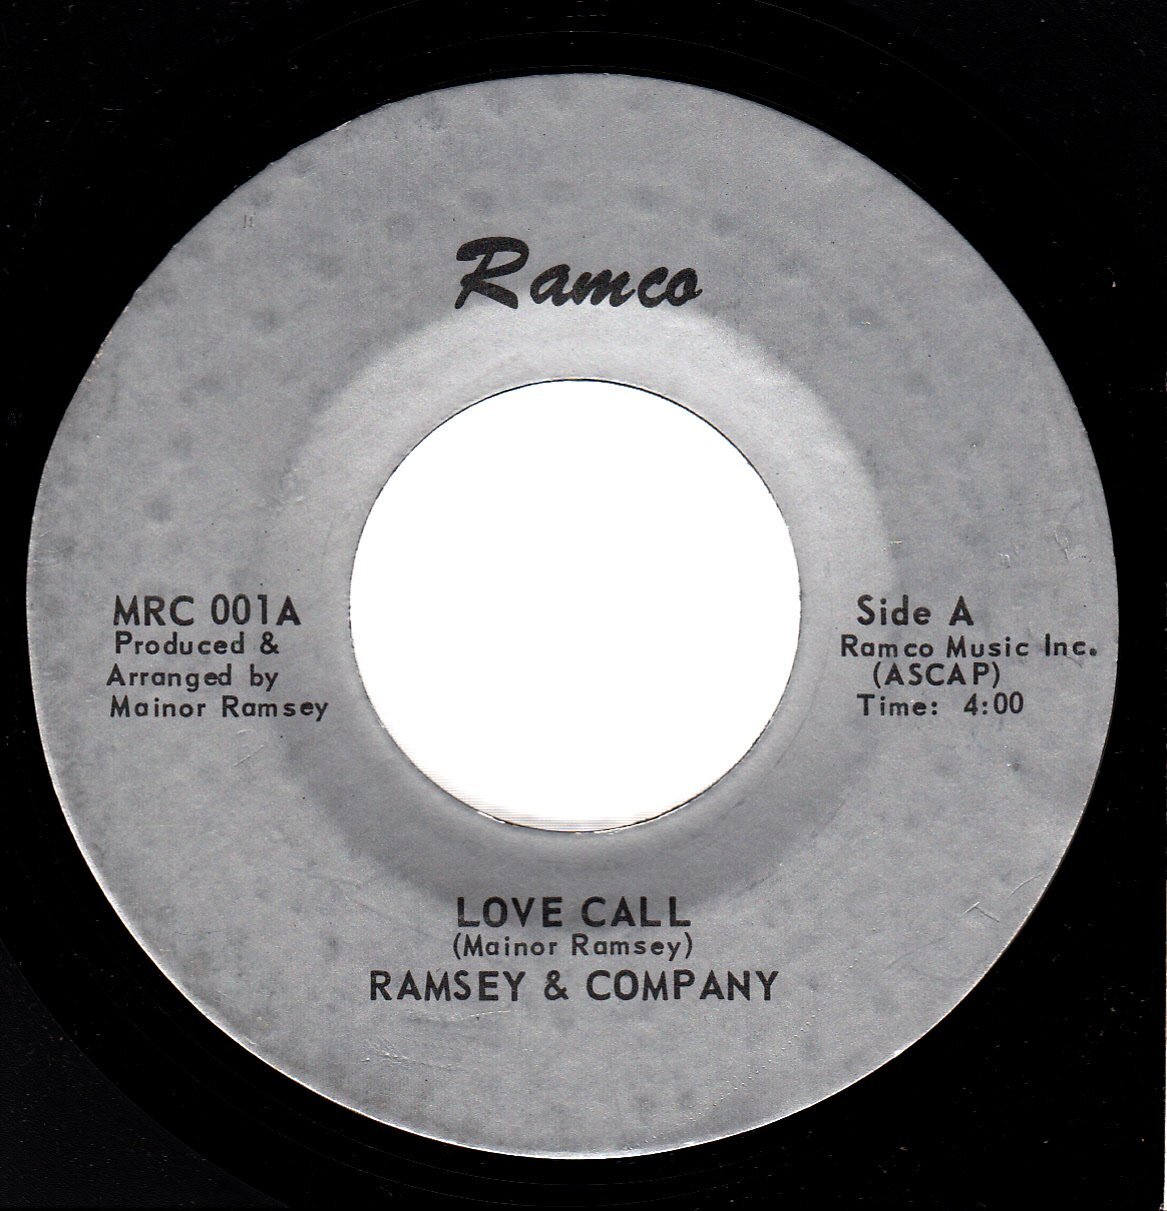 Ramco
MRC 001A
Produced &
Arranged by
Mainor Ramsey
Side A
Ramco Music Inc.
(ASCAP)
Time: 4:00
LOVE CALL
(Mainor Ramsey)
RAMSEY & COMPANY